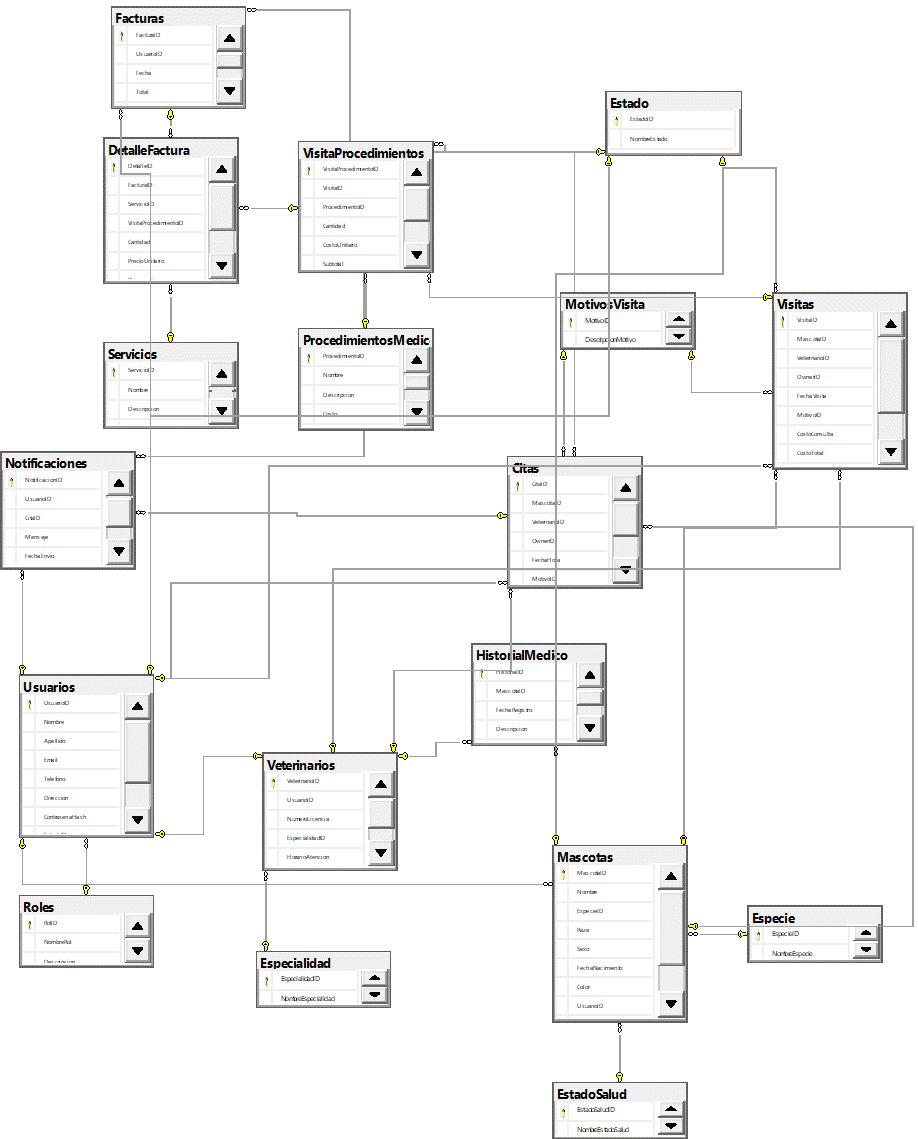 Facturas
FacturaID
UsuarioID
Fecha
Total
Estado
EstadoID
NombreEstado
DetalleFactura
DetalleID
FacturaID
ServicioID
VisitaProcedimientoID
Cantidad
PrecioUnitario
VisitaProcedimientos
VisitaProcedimientoID
VisitaID
ProcedimientoID
Cantidad
CostoUnitario
Subtotal
MotivosVisita
MotivoID
DescripcionMotivo
Visitas
VisitaID
MascotaID
VeterinarioID
OwnerID
FechaVisita
MotivoID
CostoConsulta
CostoTotal
Servicios
ServicioID
Nombre
Descripcion
ProcedimientosMedic
ProcedimientoID
Nombre
Descripcion
Costo
Notificaciones
NotificacionID
UsuarioID
CitaID
Mensaje
FechaEnvio
Citas
CitaID
MascotaID
VeterinarioID
OwnerID
FechaHora
MotivoID
HistorialMedico
HistorialID
MascotaID
FechaRegistro
Descripcion
Usuarios
UsuarioID
Nombre
Apellido
Email
Telefono
Direccion
ContrasenaHash
Veterinarios
VeterinarioID
UsuarioID
NumeroLicencia
EspecialidadID
HorarioAtencion
Mascotas
MascotaID
Nombre
EspecieID
Raza
Sexo
FechaNacimiento
Color
UsuarioID
Roles
RolID
NombreRol
Descripcion
Especie
EspecieID
NombreEspecie
Especialidad
EspecialidadID
NombreEspecialidad
EstadoSalud
EstadoSaludID
NombreEstadoSalud